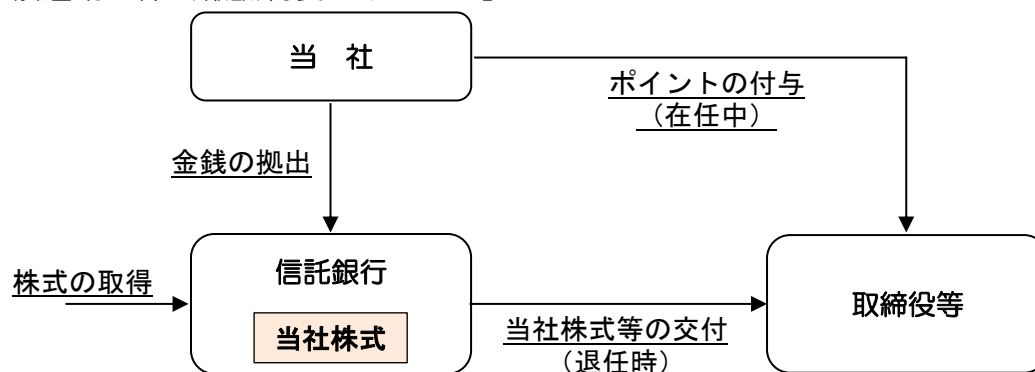 当 社
ポイントの付与
（在任中）
金銭の拠出
株式の取得
信託銀行
当社株式
当社株式等の交付
（退任時）
取締役等